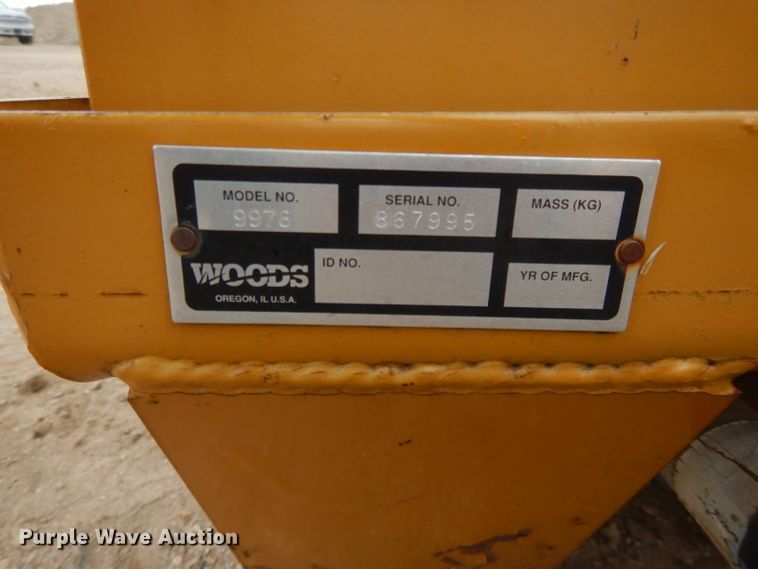 MODEL NO. SERIAL NO. MASS (KG)
9976 867995
WOODS ID NO. YR OF MFG.
OREGON, IL U.S.A.
Purple Wave Auction